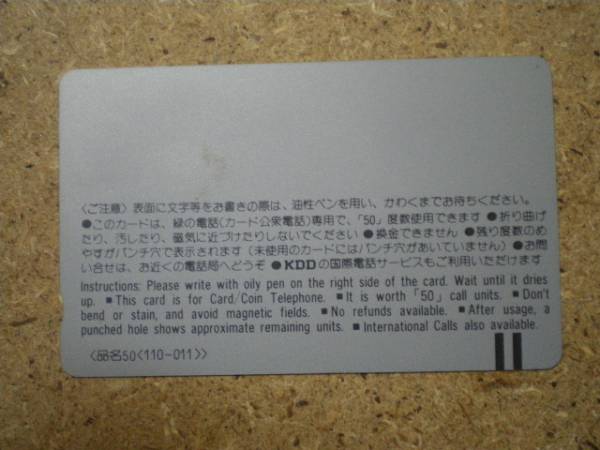 〈ご注意〉表面に文字等をお書きの際は、油性ペンを用い、かわくまでお待ちください。
●このカードは、緑の電話(カード公衆電話)専用で、「50」度数使用できます ●折り曲げ
たり、汚したり、磁気に近づけたりしないでください ●換金できません ●残り度数のめ
やすがパンチ穴で表示されます（未使用のカードにはパンチ穴があいていません）●お問
い合せは、お近くの電話局へどうぞ ●KDDの国際電話サービスもご利用いただけます
Instructions: Please write with oily pen on the right side of the card. Wait until it dries
up. ■ This card is for Card/Coin Telephone. ■ It is worth「50」call units. ■ Don't
bend or stain, and avoid magnetic fields. ■ No refunds available. ■ After usage, a
punched hole shows approximate remaining units. ■ International Calls also available.
〈品名50〈110-011〉〉